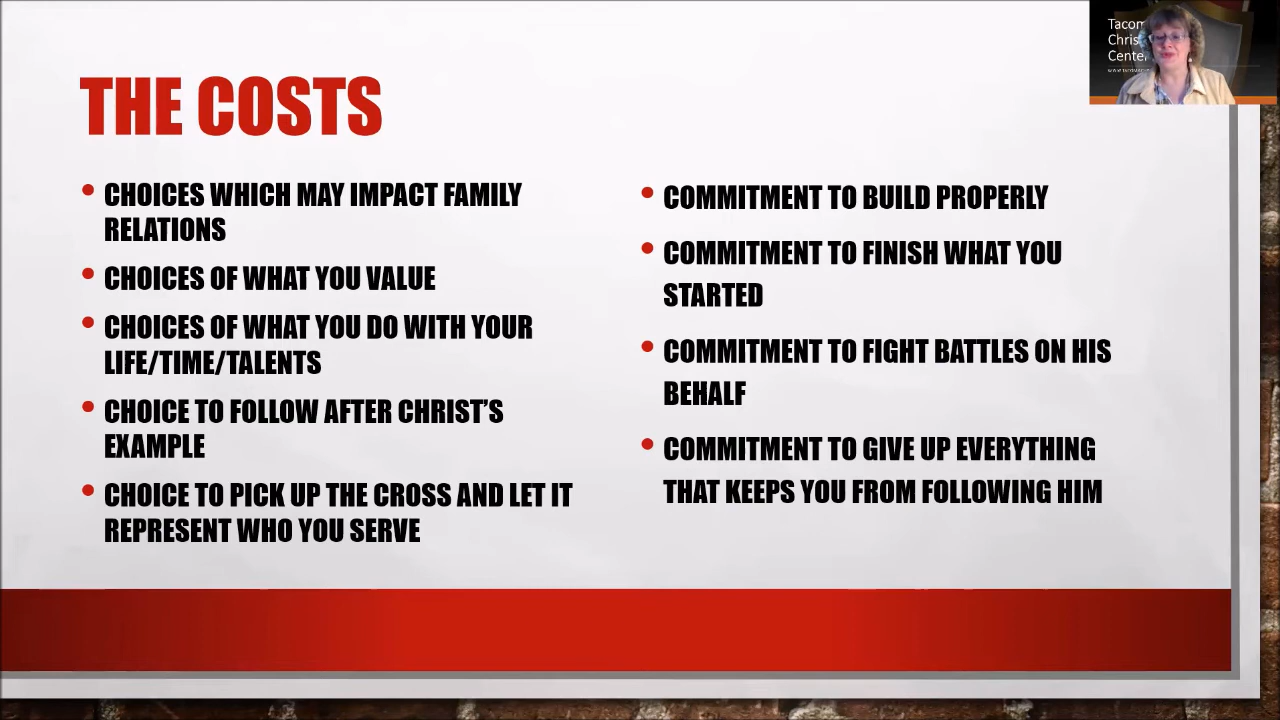 THE COSTS
CHOICES WHICH MAY IMPACT FAMILY
RELATIONS
CHOICES OF WHAT YOU VALUE
CHOICES OF WHAT YOU DO WITH YOUR
LIFE/TIME/TALENTS
CHOICE TO FOLLOW AFTER CHRIST’S
EXAMPLE
CHOICE TO PICK UP THE CROSS AND LET IT
REPRESENT WHO YOU SERVE
COMMITMENT TO BUILD PROPERLY
COMMITMENT TO FINISH WHAT YOU
STARTED
COMMITMENT TO FIGHT BATTLES ON HIS
BEHALF
COMMITMENT TO GIVE UP EVERYTHING
THAT KEEPS YOU FROM FOLLOWING HIM